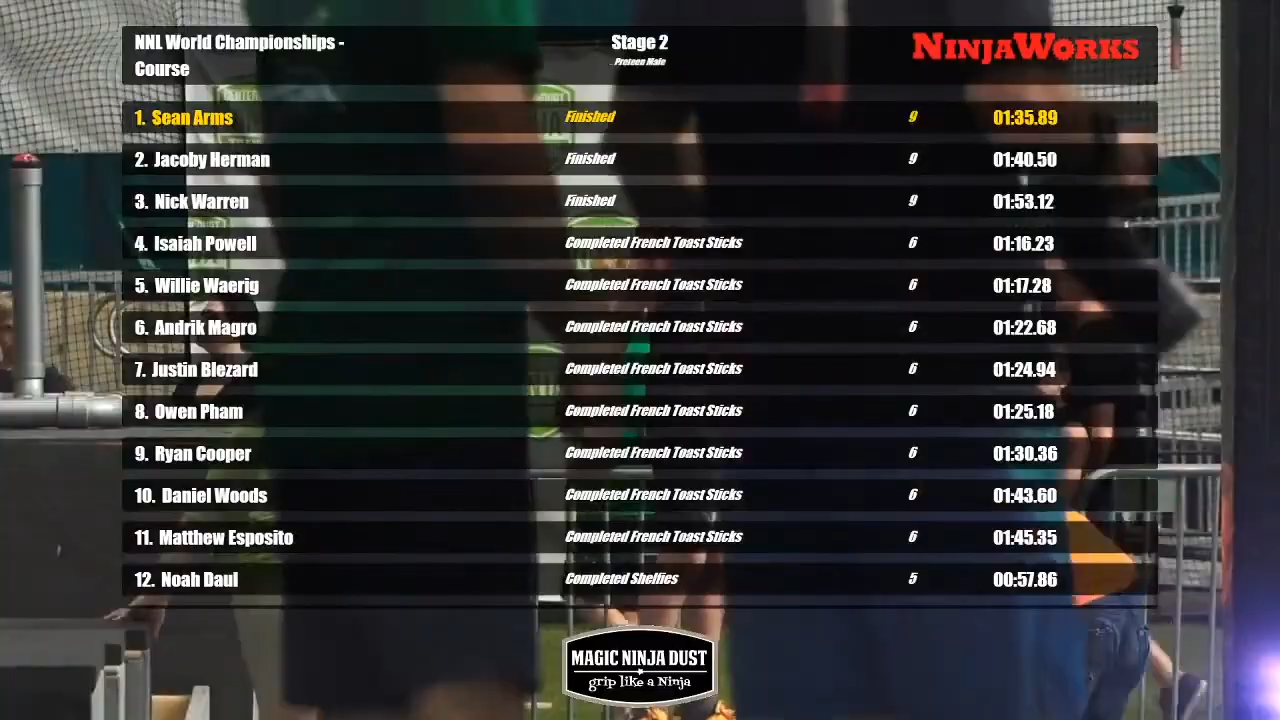 NNL World Championships - Stage 2 NINJAWORKS
Course Preteen Male
1. Sean Arms Finished 9 01:35.89
2. Jacoby Herman Finished 9 01:40.50
3. Nick Warren Finished 9 01:53.12
4. Isaiah Powell Completed French Toast Sticks 6 01:16.23
5. Willie Waerig Completed French Toast Sticks 6 01:17.28
6. Andrik Magro Completed French Toast Sticks 6 01:22.68
7. Justin Blezard Completed French Toast Sticks 6 01:24.94
8. Owen Pham Completed French Toast Sticks 6 01:25.18
9. Ryan Cooper Completed French Toast Sticks 6 01:30.36
10. Daniel Woods Completed French Toast Sticks 6 01:43.60
11. Matthew Esposito Completed French Toast Sticks 6 01:45.35
12. Noah Daul Completed Shelfies 5 00:57.86
MAGIC NINJA DUST
grip like a Ninja